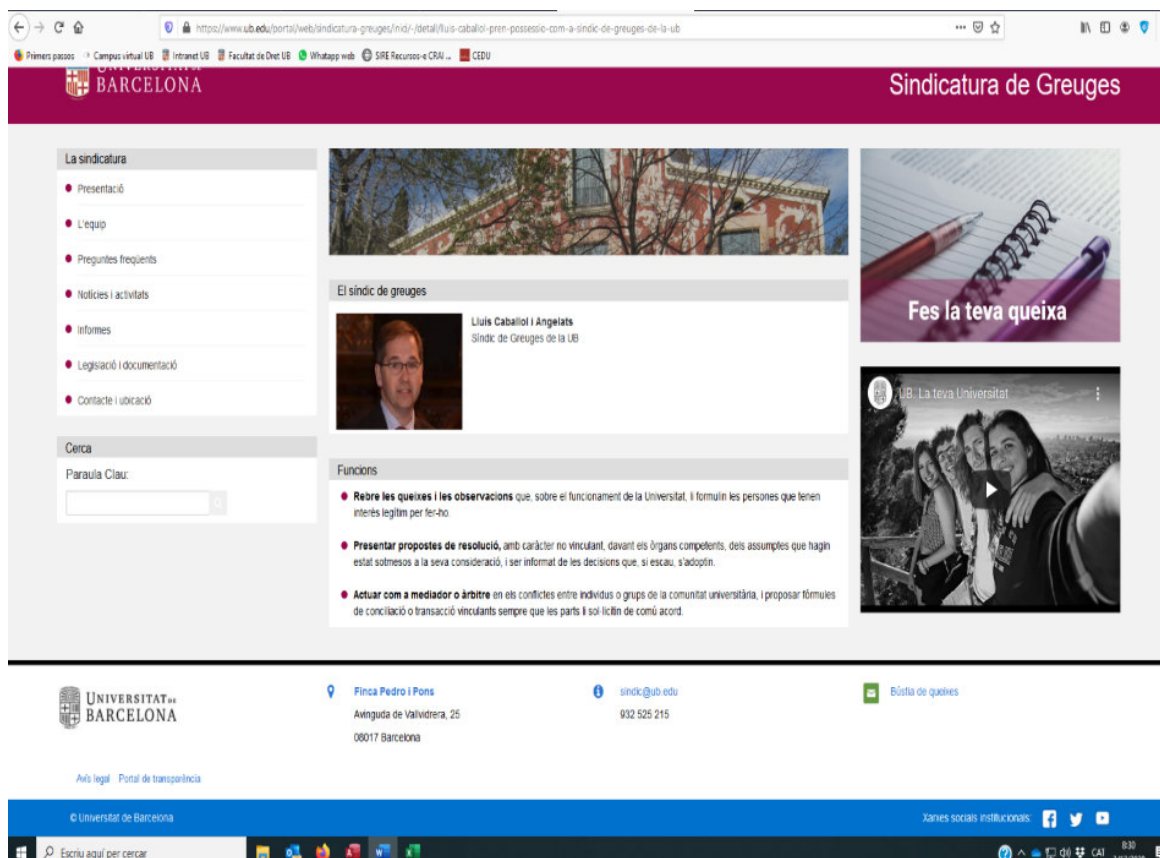 https://www.ub.edu/portal/web/sindicatura-greuges/inici/-/detall/lluis-caballol-pren-possessio-com-a-sindic-de-greuges-de-la-ub
Primers passos Campus virtual UB Intranet UB Facultat de Dret UB Whatapp web SIRE Recursos-e CRAI ... CEDU
UNIVERSITAT DE
BARCELONA
Sindicatura de Greuges
La sindicatura
Presentació
L'equip
Preguntes freqüents
Notícies i activitats
Informes
Legislació i documentació
Contacte i ubicació
Cerca
Paraula Clau:
El síndic de greuges
Lluís Caballol i Angelats
Síndic de Greuges de la UB
Funcions
Rebre les queixes i les observacions que, sobre el funcionament de la Universitat, li formulin les persones que tenen
interès legítim per fer-ho.
Presentar propostes de resolució, amb caràcter no vinculant, davant els òrgans competents, dels assumptes que hagin
estat sotmesos a la seva consideració, i ser informat de les decisions que, si escau, s'adoptin.
Actuar com a mediador o àrbitre en els conflictes entre individus o grups de la comunitat universitària, i proposar fórmules
de conciliació o transacció vinculants sempre que les parts li sol·licitin de comú acord.
Fes la teva queixa
UB. La teva Universitat
UNIVERSITAT DE
BARCELONA
Finca Pedro i Pons
Avinguda de Vallvidrera, 25
08017 Barcelona
sindic@ub.edu
932 525 215
Bústia de queixes
Avís legal Portal de transparència
© Universitat de Barcelona
Xarxes socials institucionals:
Escriu aquí per cercar
CAT
8:30